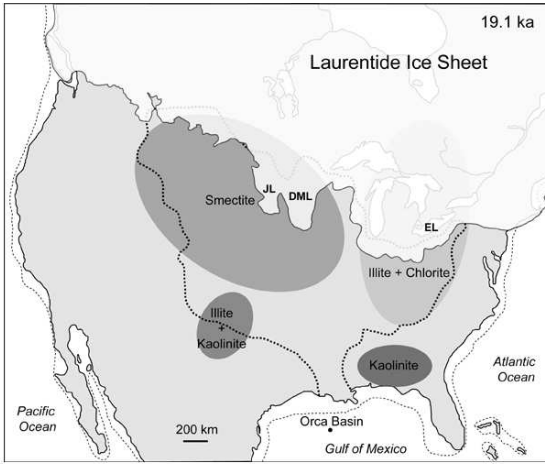 19.1 ka
Laurentide Ice Sheet
JL
DML
Smectite
EL
Illite + Chlorite
Illite
+
Kaolinite
Kaolinite
Atlantic
Ocean
Pacific
Ocean
200 km
Orca Basin
Gulf of Mexico